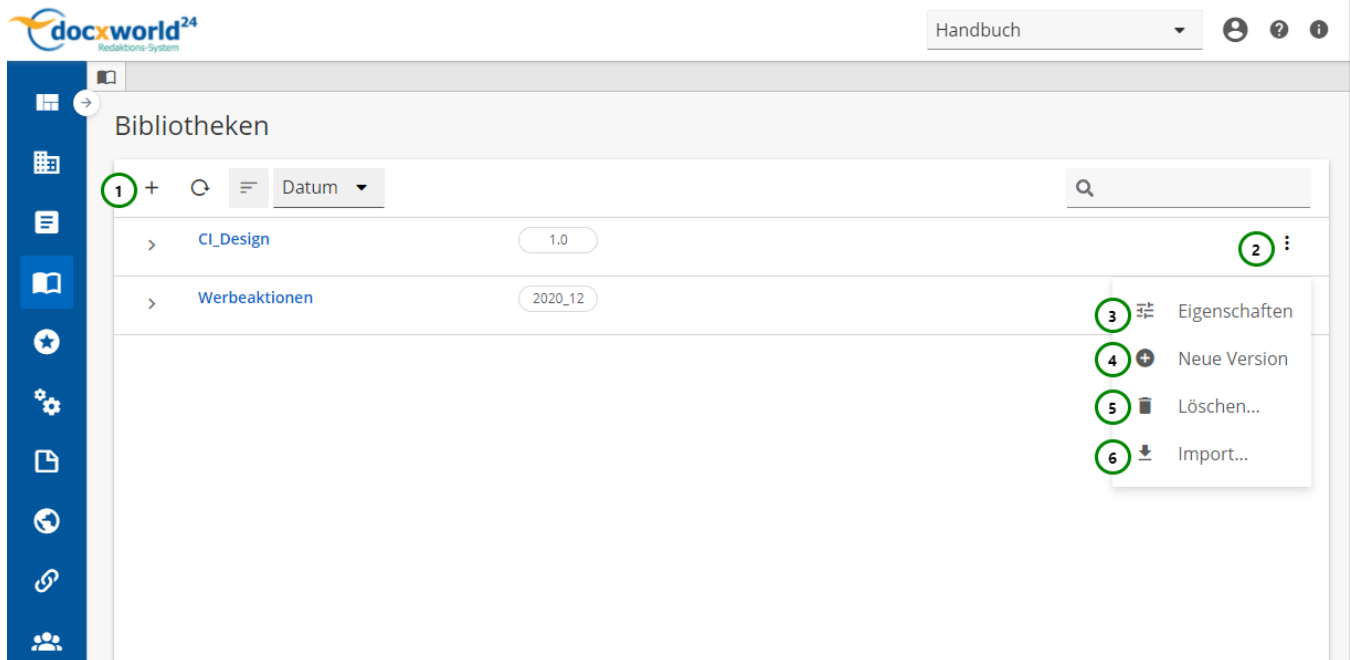 docxworld24
Redaktions-System
Handbuch
Bibliotheken
1 Datum
CI_Design 1.0 2
Werbeaktionen 2020_12
3 Eigenschaften
4 Neue Version
5 Löschen...
6 Import...